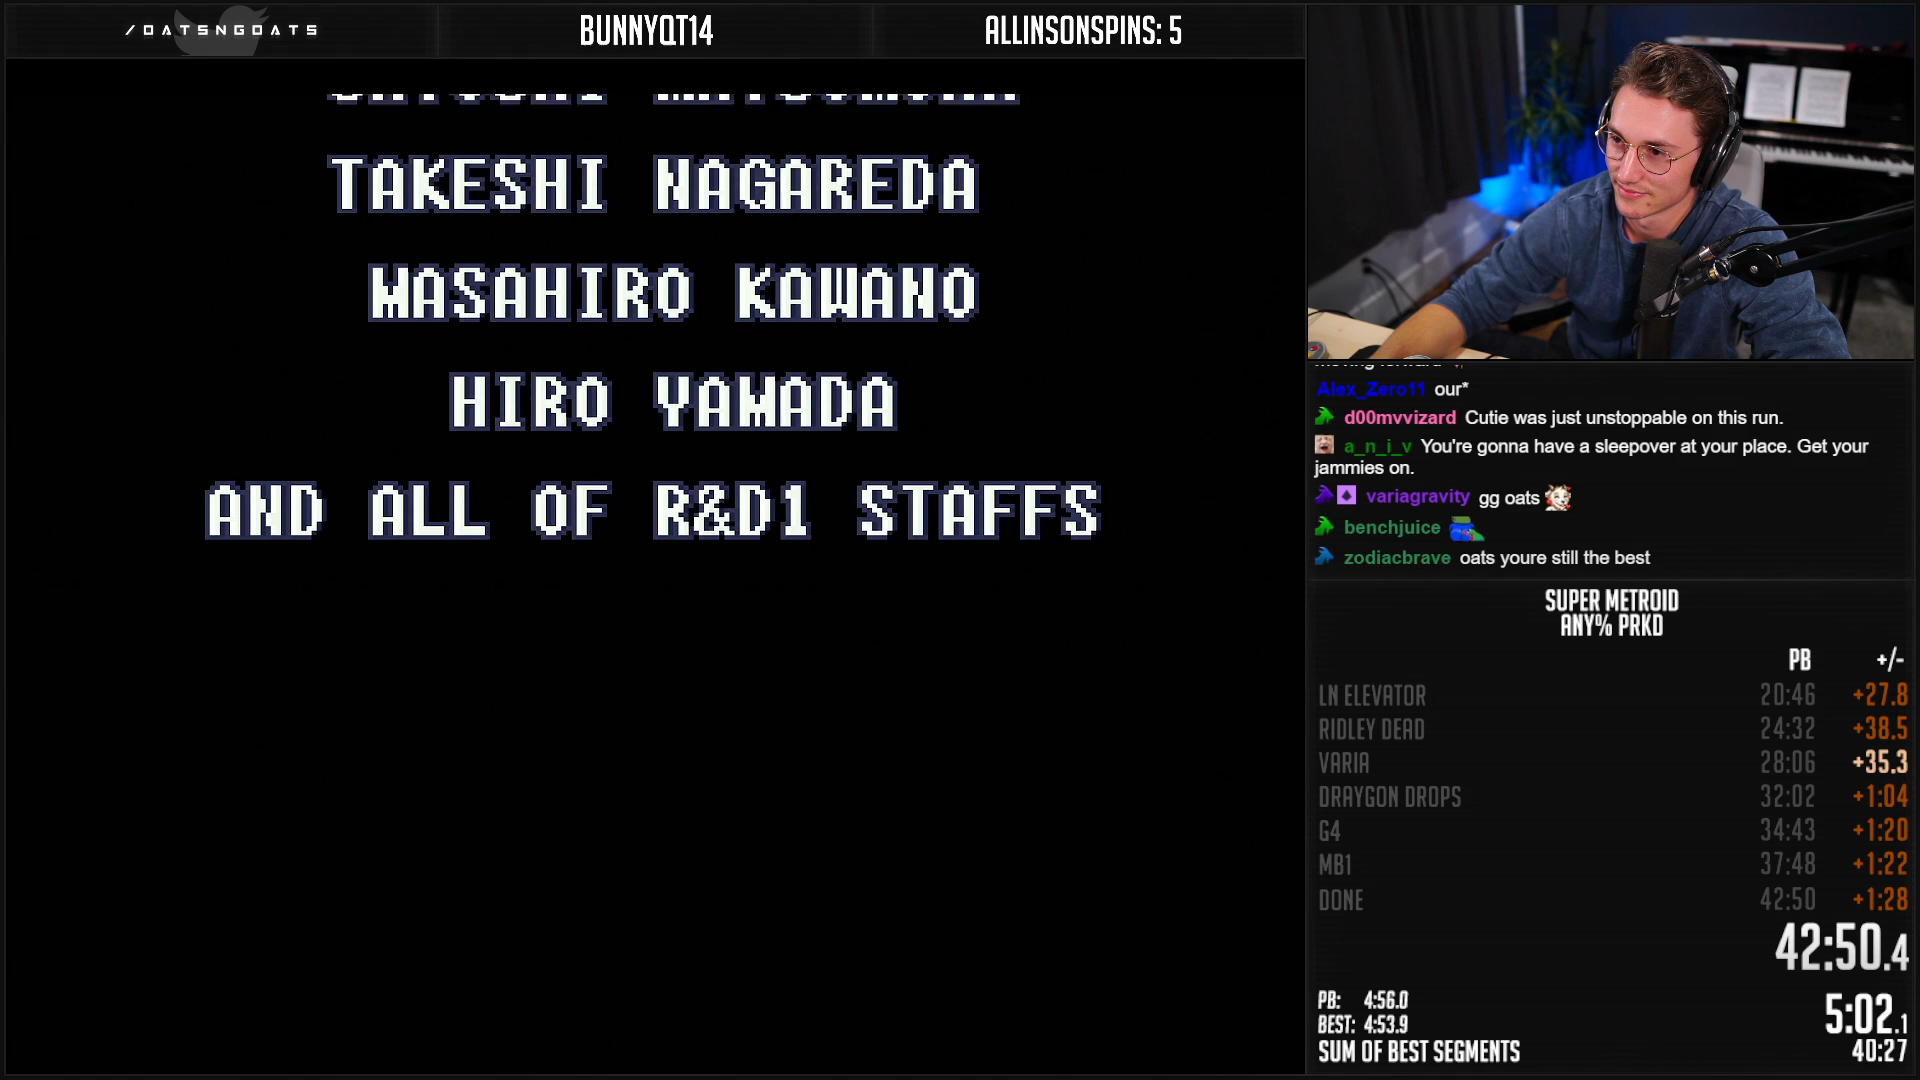 /OATSNGOATS
BUNNYQT14
ALLINSONSPINS: 5
TAKESHI NAGAREDA
MASAHIRO KAWANO
HIRO YAMADA
AND ALL OF R&D1 STAFFS
Alex_Zero11 our*
d00mvvizard Cutie was just unstoppable on this run.
a_n_i_v You're gonna have a sleepover at your place. Get your
jammies on.
variagravity gg oats
benchjuice
zodiacbrave oats youre still the best
SUPER METROID
ANY% PRKD
PB +/-
LN ELEVATOR 20:46 +27.8
RIDLEY DEAD 24:32 +38.5
VARIA 28:06 +35.3
DRAYGON DROPS 32:02 +1:04
G4 34:43 +1:20
MB1 37:48 +1:22
DONE 42:50 +1:28
42:50.4
PB: 4:56.0
BEST: 4:53.9
5:02.1
SUM OF BEST SEGMENTS 40:27